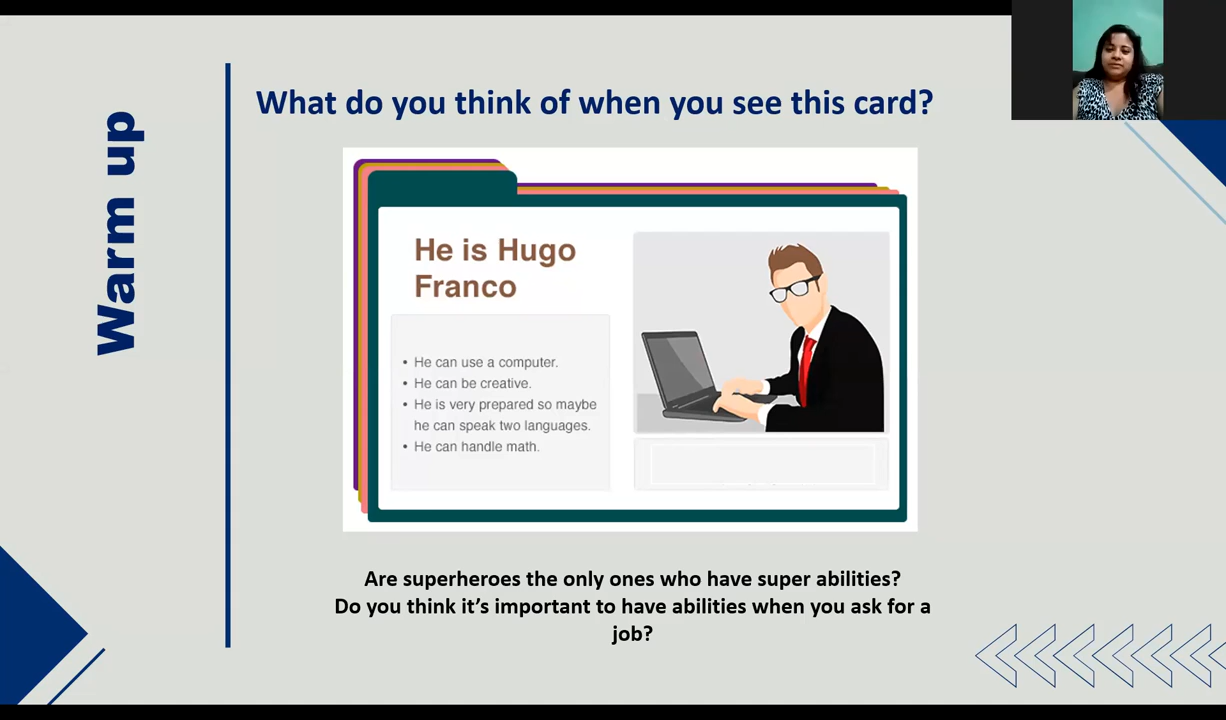 Warm up
What do you think of when you see this card?
He is Hugo
Franco
• He can use a computer.
• He can be creative.
• He is very prepared so maybe
he can speak two languages.
• He can handle math.
Are superheroes the only ones who have super abilities?
Do you think it's important to have abilities when you ask for a
job?